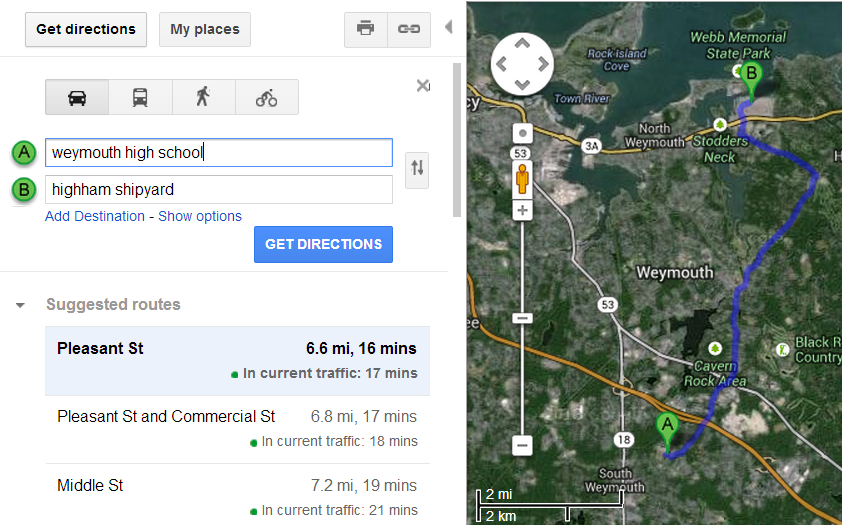 Get directions
My places
A weymouth high school
B highham shipyard
Add Destination - Show options
GET DIRECTIONS
Suggested routes
Pleasant St 6.6 mi, 16 mins
In current traffic: 17 mins
Pleasant St and Commercial St 6.8 mi, 17 mins
In current traffic: 18 mins
Middle St 7.2 mi, 19 mins
In current traffic: 21 mins
Webb Memorial
State Park
Rock Island
Cove
B
Town River
cy
North
Weymouth
3A
Stodders
Neck
H
53
Weymouth
53
ee
Black R
Country
Cavern
Rock Area
A
18
South
Weymouth
2 mi
2 km